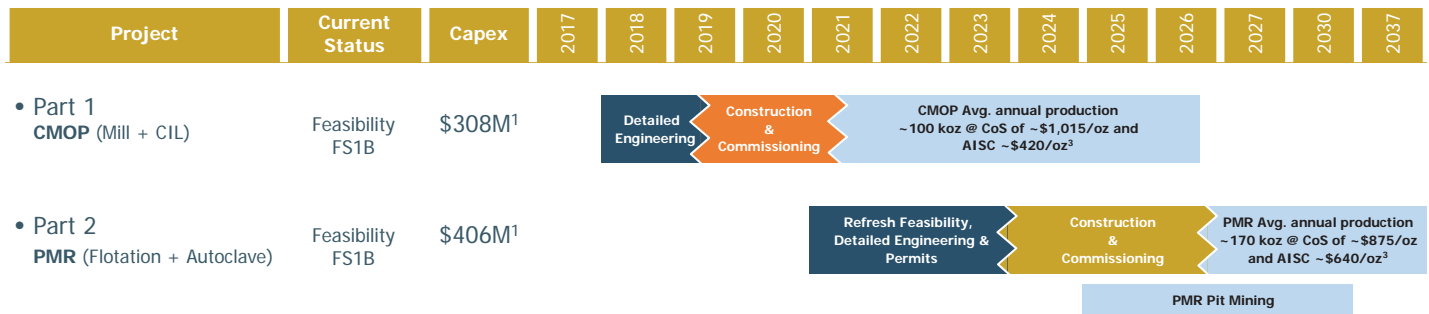 Project
Current
Status
Capex
2017
2018
2019
2020
2021
2022
2023
2024
2025
2026
2027
2030
2037
• Part 1
CMOP (Mill + CIL)
Feasibility
FS1B
$308M¹
Detailed
Engineering
Construction
&
Commissioning
CMOP Avg. annual production
~100 koz @ CoS of ~$1,015/oz and
AISC ~$420/oz³
• Part 2
PMR (Flotation + Autoclave)
Feasibility
FS1B
$406M¹
Refresh Feasibility,
Detailed Engineering &
Permits
Construction
&
Commissioning
PMR Avg. annual production
~170 koz @ CoS of ~$875/oz
and AISC ~$640/oz³
PMR Pit Mining